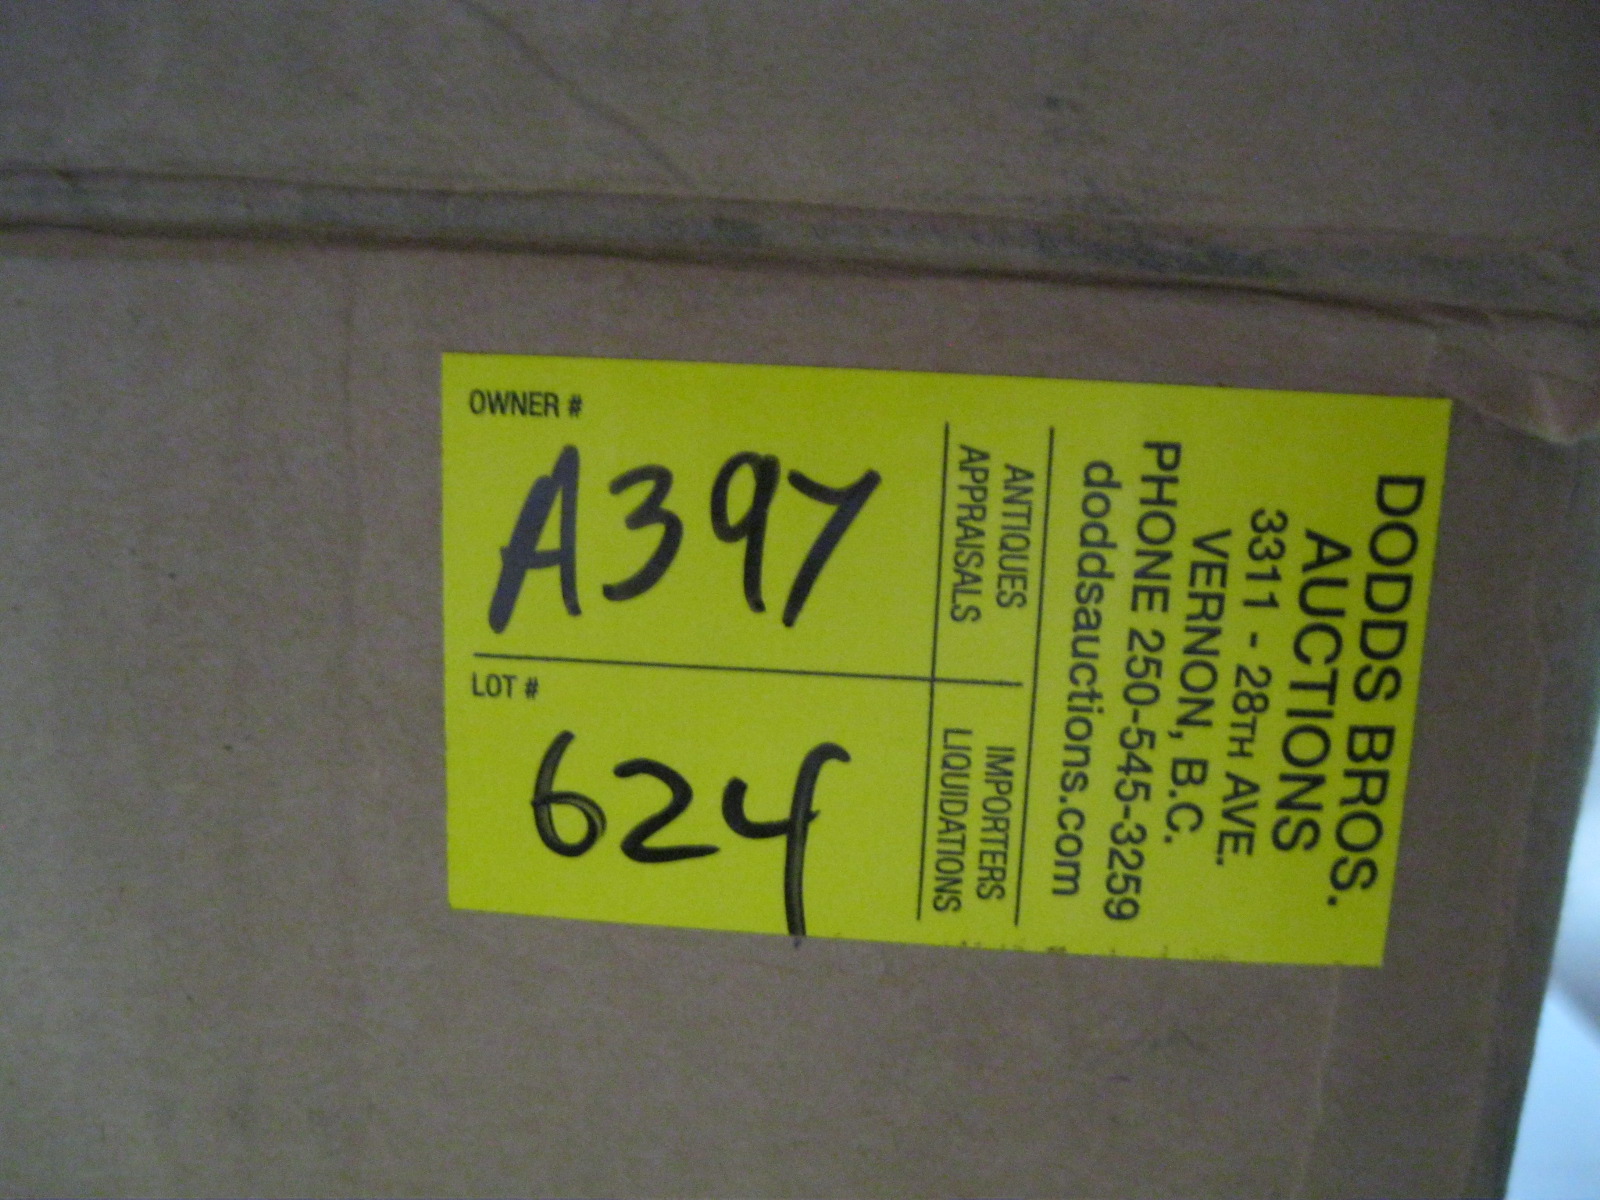 OWNER #
A397
LOT #
624
ANTIQUES
APPRAISALS
IMPORTERS
LIQUIDATIONS
DODDS BROS.
AUCTIONS
3311 - 28TH AVE.
VERNON, B.C.
PHONE 250-545-3259
doddsauctions.com